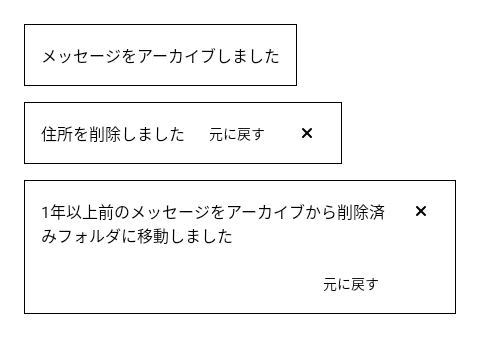 メッセージをアーカイブしました
住所を削除しました 元に戻す
1年以上前のメッセージをアーカイブから削除済
みフォルダに移動しました
元に戻す